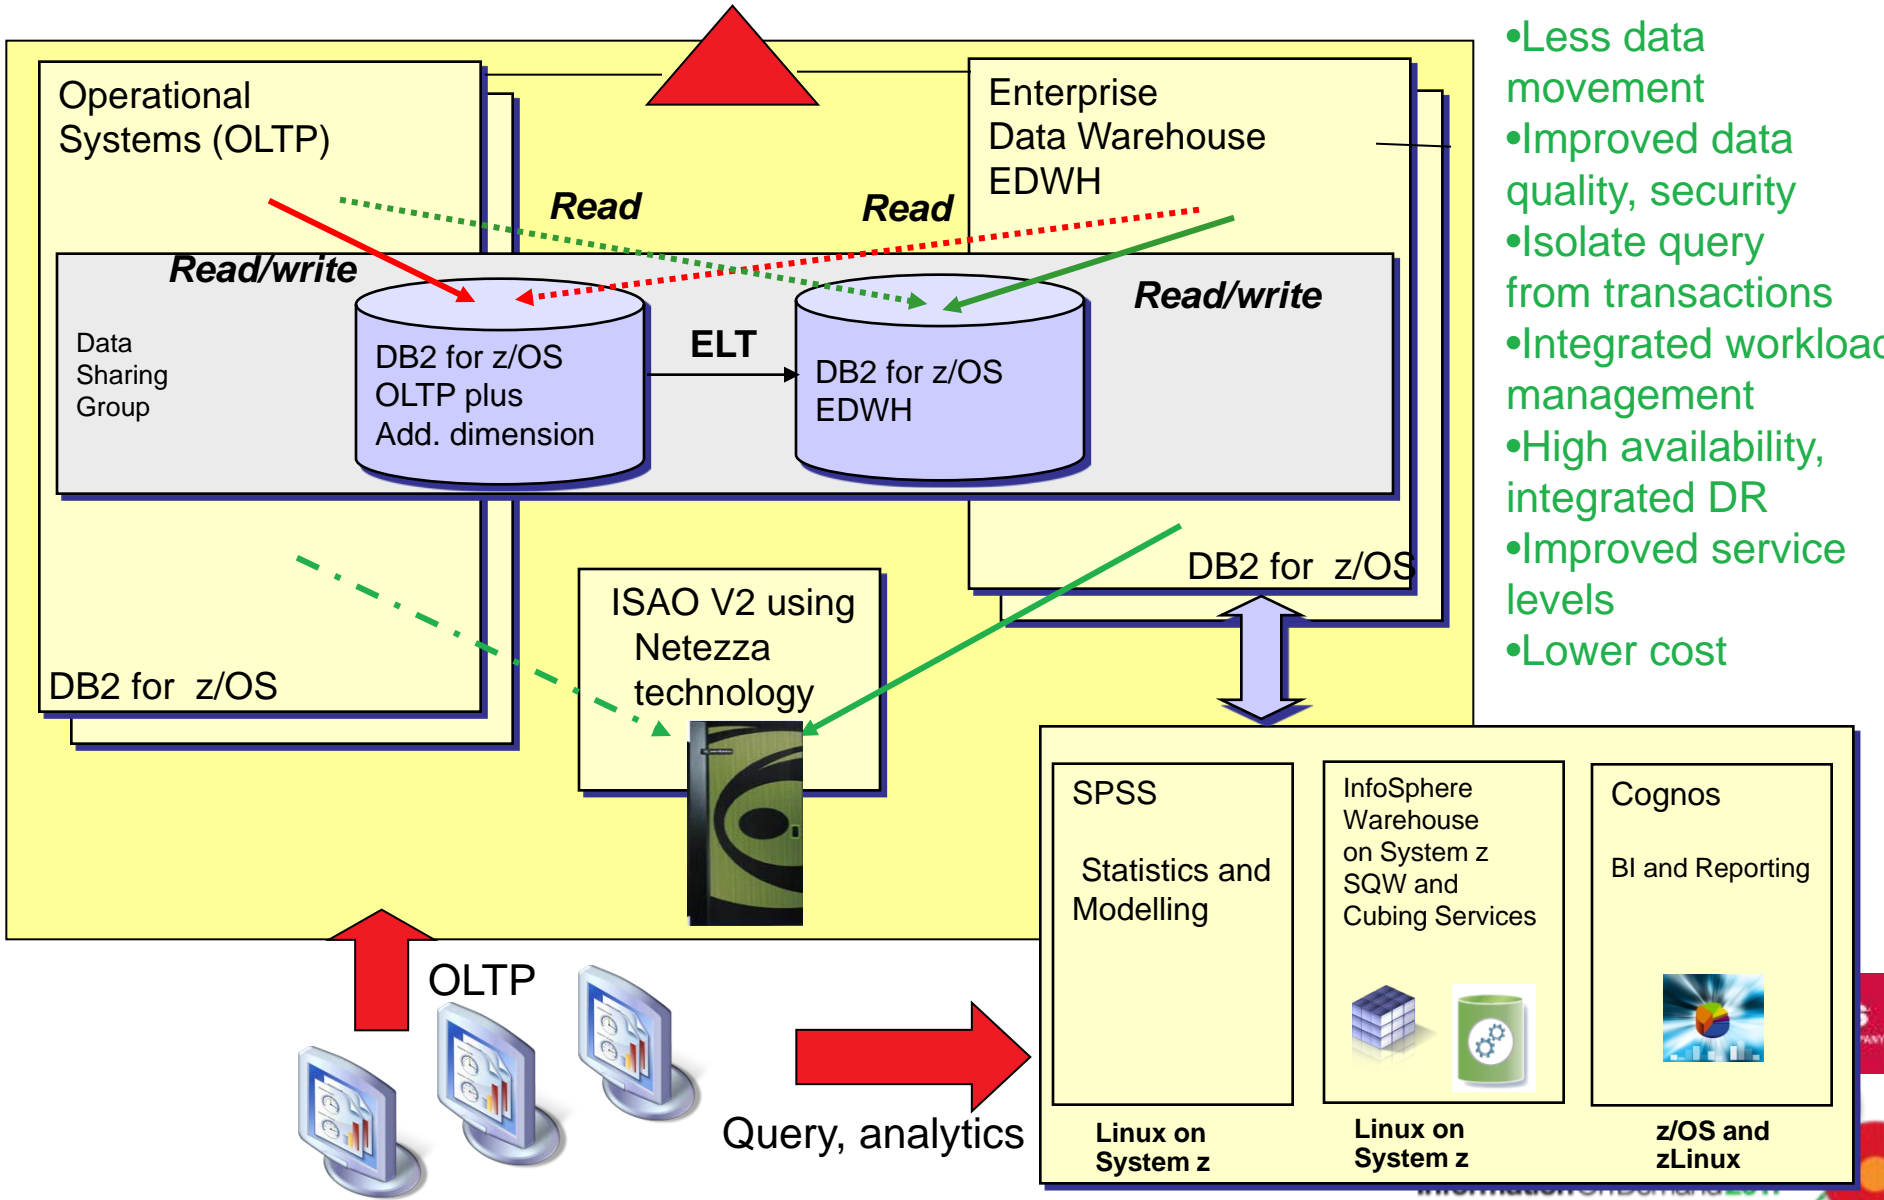 Operational
Systems (OLTP)
Enterprise
Data Warehouse
EDWH
Read
Read
Read/write
Read/write
Data
Sharing
Group
DB2 for z/OS
OLTP plus
Add. dimension
ELT
DB2 for z/OS
EDWH
DB2 for z/OS
DB2 for z/OS
ISAO V2 using
Netezza
technology
•Less data
movement
•Improved data
quality, security
•Isolate query
from transactions
•Integrated workload
management
•High availability,
integrated DR
•Improved service
levels
•Lower cost
SPSS
Statistics and
Modelling
Linux on
System z
InfoSphere
Warehouse
on System z
SQW and
Cubing Services
Linux on
System z
Cognos
BI and Reporting
z/OS and
zLinux
OLTP
Query, analytics